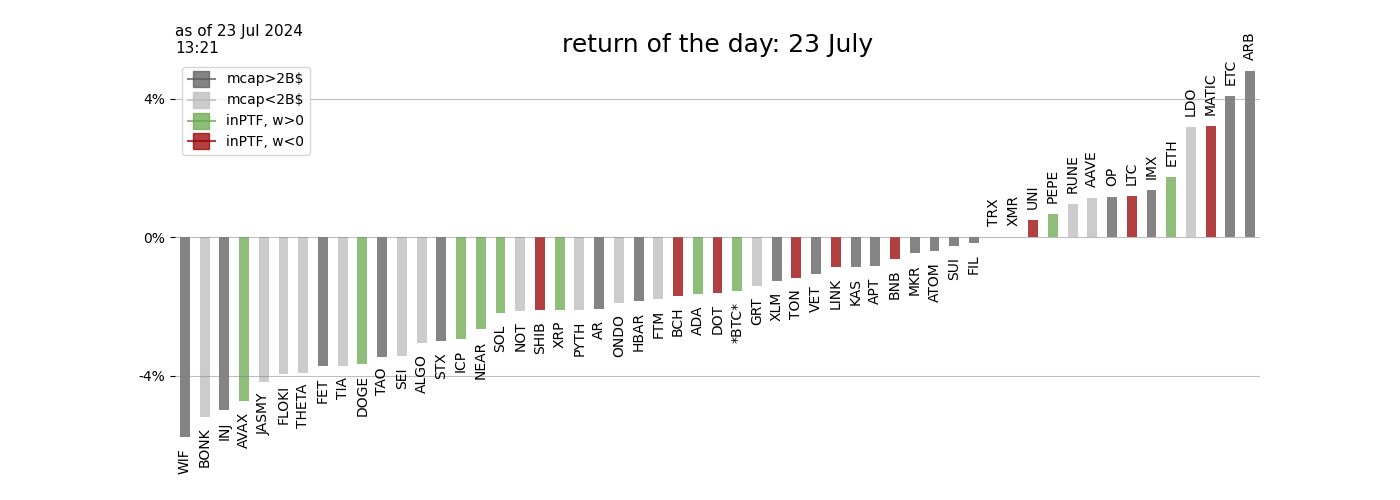 as of 23 Jul 2024
13:21
return of the day: 23 July
mcap>2B$
mcap<2B$
inPTF, w>0
inPTF, w<0
4%
0%
-4%
WIF
BONK
INJ
AVAX
JASMY
FLOKI
THETA
FET
TIA
DOGE
TAO
SEI
ALGO
STX
ICP
NEAR
SOL
NOT
SHIB
XRP
PYTH
AR
ONDO
HBAR
FTM
BCH
ADA
DOT
*BTC*
GRT
XLM
TON
VET
LINK
KAS
APT
BNB
MKR
ATOM
SUI
FIL
TRX
XMR
UNI
PEPE
RUNE
AAVE
OP
LTC
IMX
ETH
LDO
MATIC
ETC
ARB